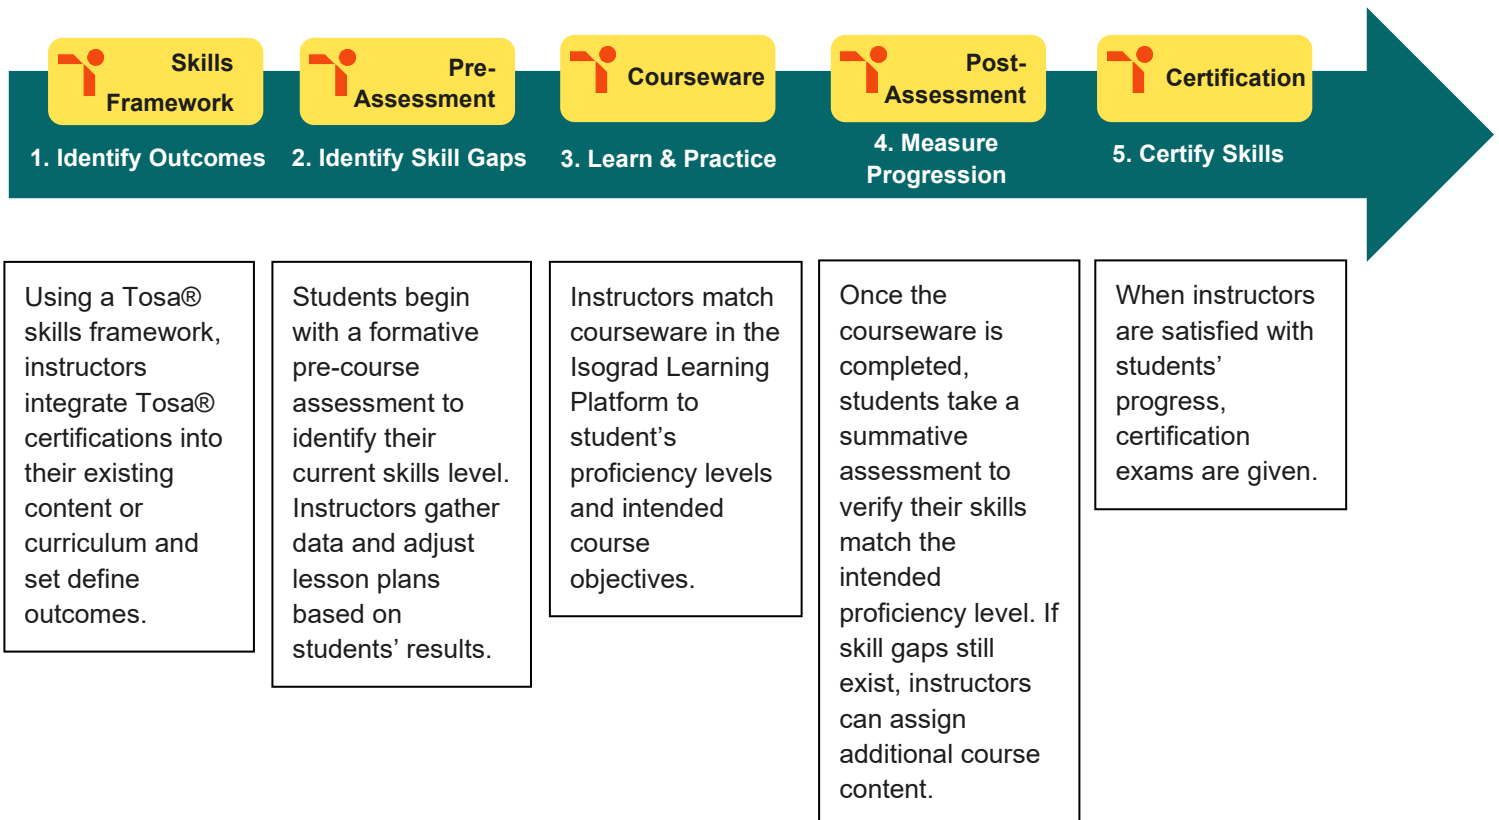 Skills
Framework
Pre-
Assessment
Courseware
Post-
Assessment
Certification
1. Identify Outcomes
2. Identify Skill Gaps
3. Learn & Practice
4. Measure
Progression
5. Certify Skills
Using a Tosa®
skills framework,
instructors
integrate Tosa®
certifications into
their existing
content or
curriculum and
set define
outcomes.
Students begin
with a formative
pre-course
assessment to
identify their
current skills level.
Instructors gather
data and adjust
lesson plans
based on
students’ results.
Instructors match
courseware in the
Isograd Learning
Platform to
student’s
proficiency levels
and intended
course
objectives.
Once the
courseware is
completed,
students take a
summative
assessment to
verify their skills
match the
intended
proficiency level. If
skill gaps still
exist, instructors
can assign
additional course
content.
When instructors
are satisfied with
students’
progress,
certification
exams are given.